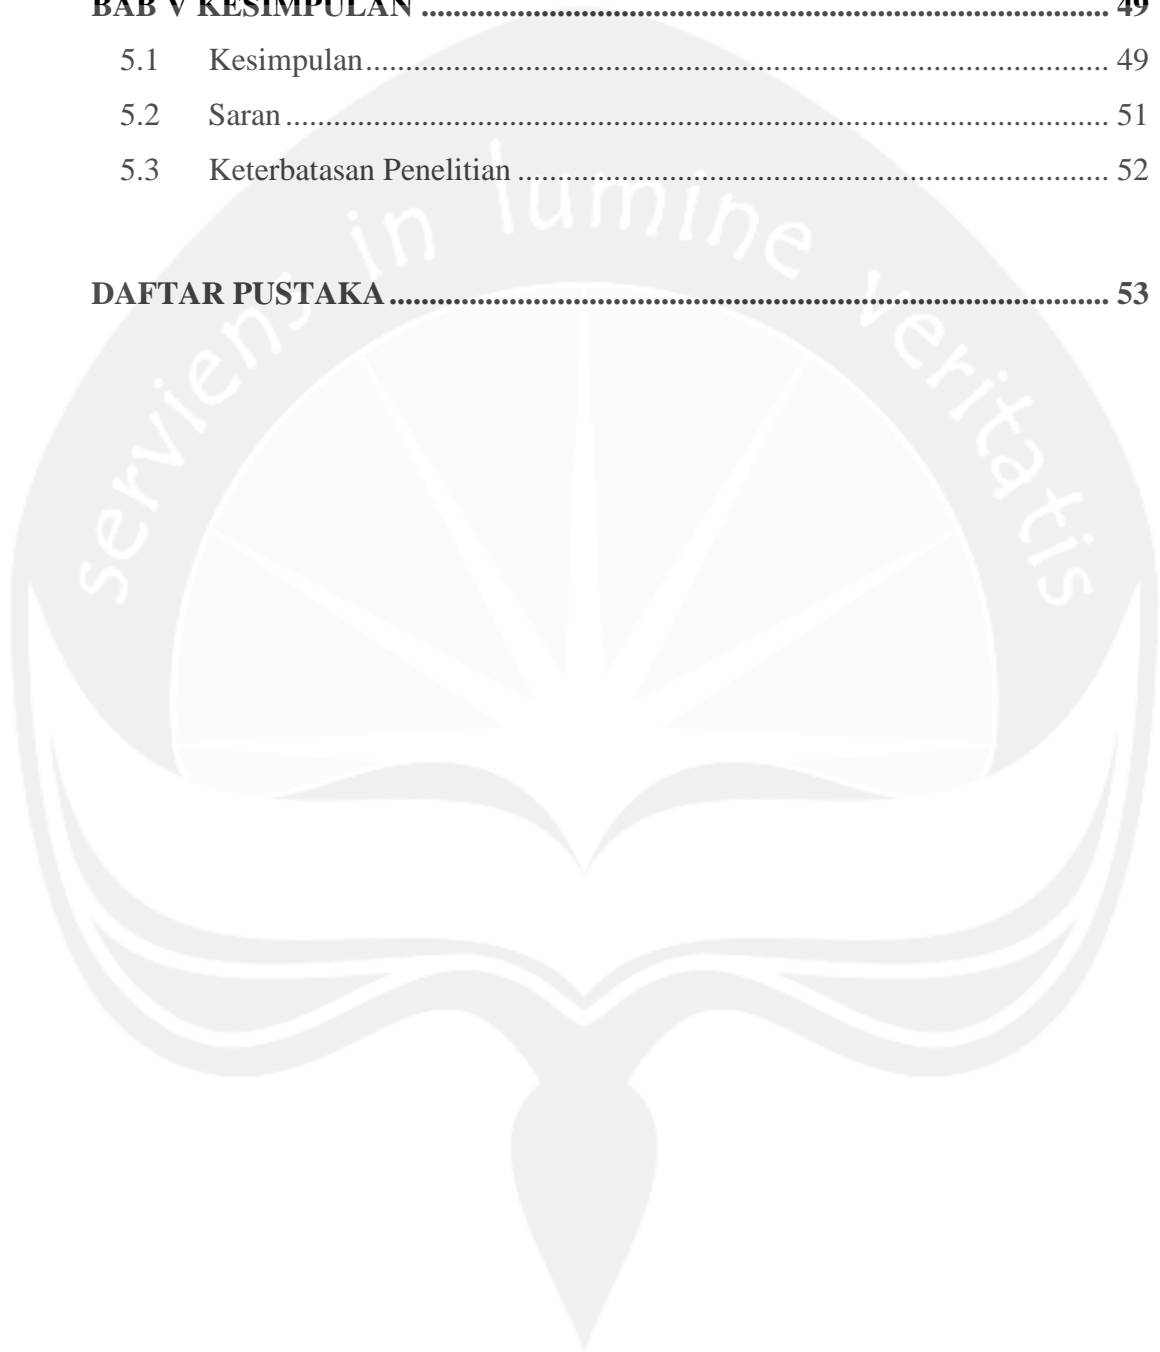 BAB V KESIMPULAN ........................................................................................ 49
5.1 Kesimpulan ............................................................................................. 49
5.2 Saran ....................................................................................................... 51
5.3 Keterbatasan Penelitian .......................................................................... 52
DAFTAR PUSTAKA .......................................................................................... 53
serviens in lumine veritatis